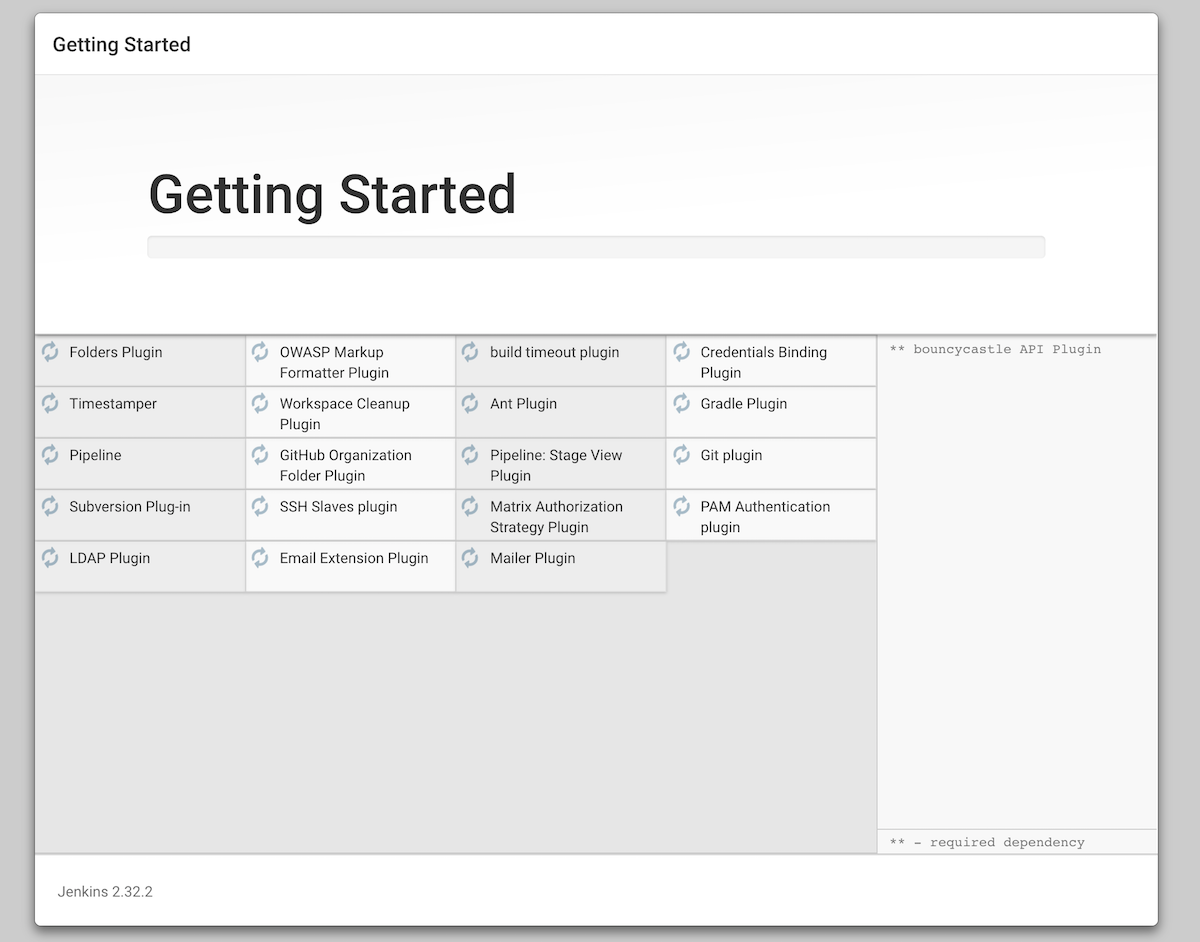 Getting Started
Getting Started
Folders Plugin
OWASP Markup
Formatter Plugin
build timeout plugin
Credentials Binding
Plugin
** bouncycastle API Plugin
Timestamper
Workspace Cleanup
Plugin
Ant Plugin
Gradle Plugin
Pipeline
GitHub Organization
Folder Plugin
Pipeline: Stage View
Plugin
Git plugin
Subversion Plug-in
SSH Slaves plugin
Matrix Authorization
Strategy Plugin
PAM Authentication
plugin
LDAP Plugin
Email Extension Plugin
Mailer Plugin
** - required dependency
Jenkins 2.32.2